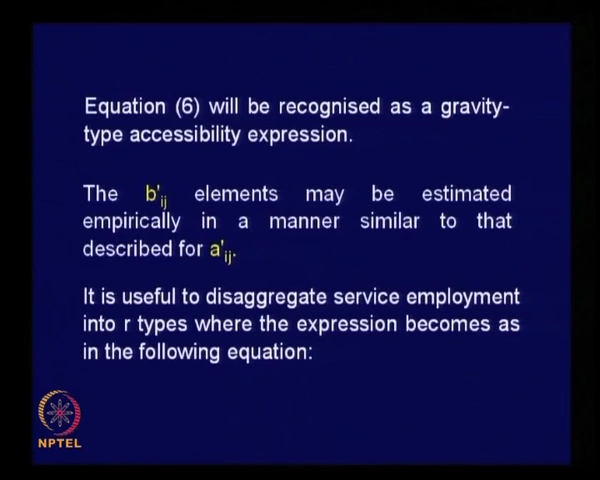 Equation (6) will be recognised as a gravity-
type accessibility expression.
The b'ij elements may be estimated
empirically in a manner similar to that
described for a'ij.
It is useful to disaggregate service employment
into r types where the expression becomes as
in the following equation:
NPTEL